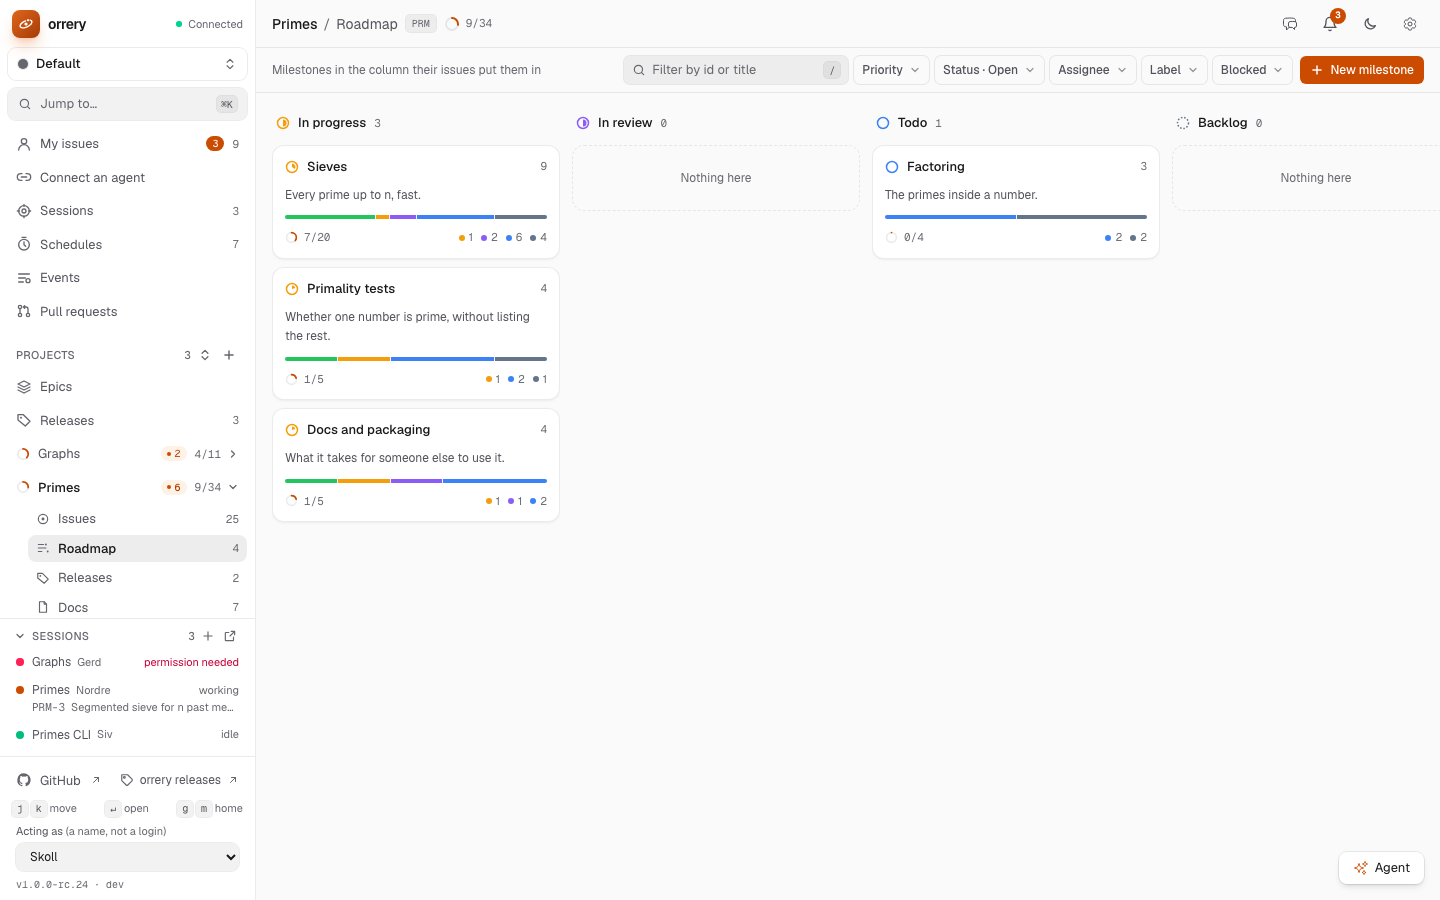 orrery
Connected
Default
Jump to…
⌘K
My issues
3
9
Connect an agent
Sessions
3
Schedules
7
Events
Pull requests
PROJECTS
3
Epics
Releases
3
Graphs
2
4/11
Primes
6
9/34
Issues
25
Roadmap
4
Releases
2
Docs
7
SESSIONS
3
Graphs Gerd
permission needed
Primes Nordre
working
PRM-3 Segmented sieve for n past me…
Primes CLI Siv
idle
GitHub
orrery releases
j k move
↵ open
g m home
Acting as (a name, not a login)
Skoll
v1.0.0-rc.24 · dev
Primes / Roadmap
PRM
9/34
3
Milestones in the column their issues put them in
Filter by id or title
/
Priority
Status · Open
Assignee
Label
Blocked
New milestone
In progress 3
Sieves
9
Every prime up to n, fast.
7/20
1 2 6 4
Primality tests
4
Whether one number is prime, without listing
the rest.
1/5
1 2 1
Docs and packaging
4
What it takes for someone else to use it.
1/5
1 1 2
In review 0
Nothing here
Todo 1
Factoring
3
The primes inside a number.
0/4
2 2
Backlog 0
Nothing here
Agent